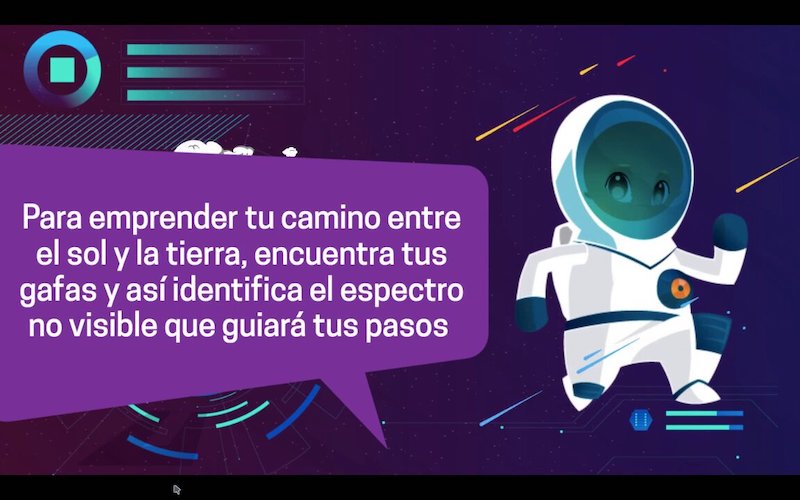 Para emprender tu camino entre
el sol y la tierra, encuentra tus
gafas y así identifica el espectro
no visible que guiará tus pasos